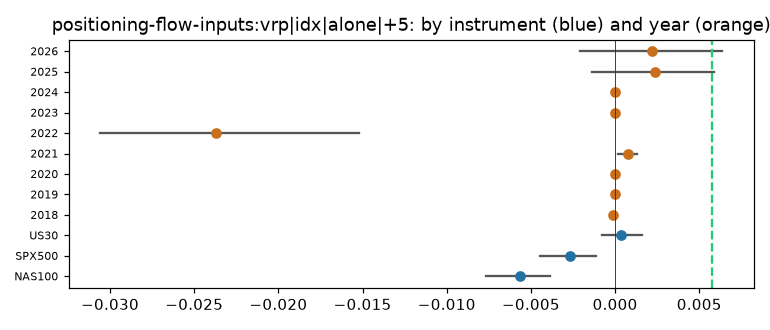 positioning-flow-inputs:vrp|idx|alone|+5: by instrument (blue) and year (orange)
2026
2025
2024
2023
2022
2021
2020
2019
2018
US30
SPX500
NAS100
−0.030 −0.025 −0.020 −0.015 −0.010 −0.005 0.000 0.005